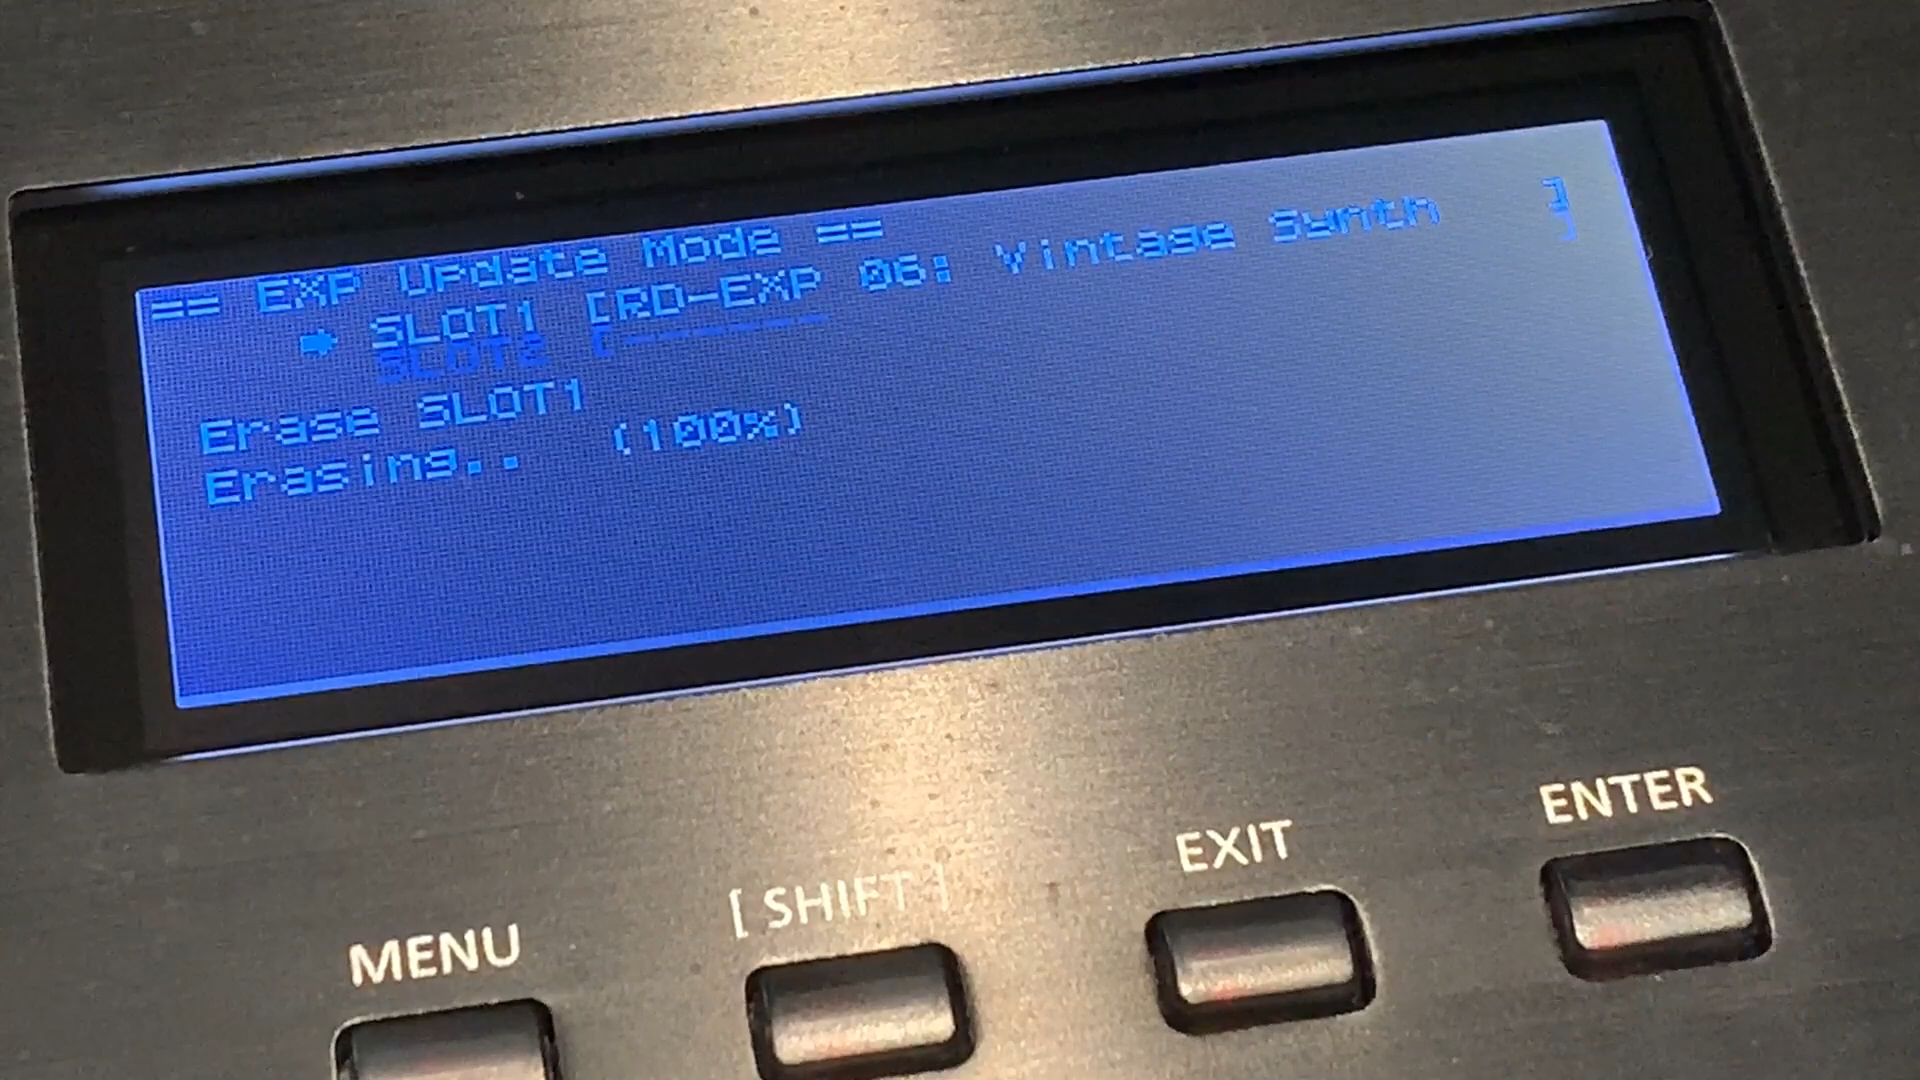 == EXP Update Mode ==
SLOT1 [RD-EXP 06: Vintage Synth ]
SLOT2 [------- ]
Erase SLOT1
Erasing.. (100%)
MENU
[ SHIFT ]
EXIT
ENTER